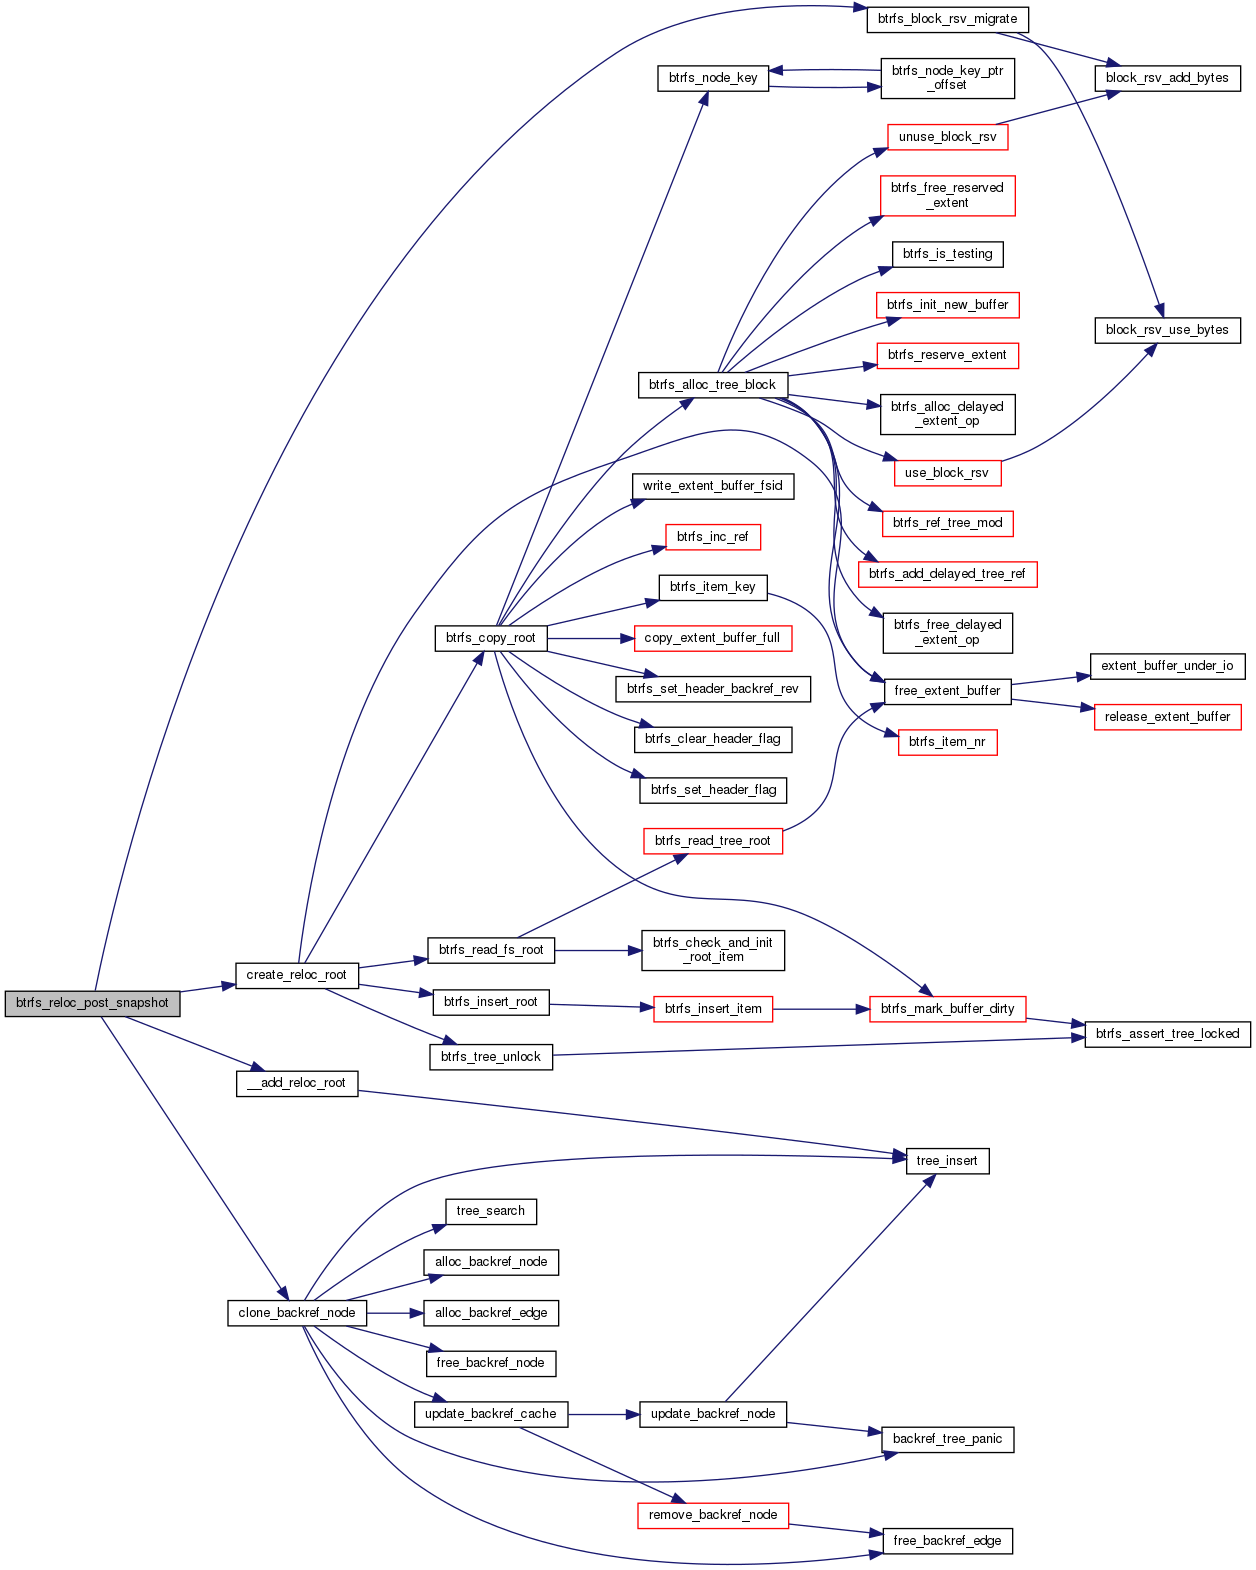 btrfs_block_rsv_migrate
btrfs_node_key
btrfs_node_key_ptr
_offset
block_rsv_add_bytes
unuse_block_rsv
btrfs_free_reserved
_extent
btrfs_is_testing
btrfs_init_new_buffer
block_rsv_use_bytes
btrfs_reserve_extent
btrfs_alloc_tree_block
btrfs_alloc_delayed
_extent_op
use_block_rsv
write_extent_buffer_fsid
btrfs_ref_tree_mod
btrfs_inc_ref
btrfs_add_delayed_tree_ref
btrfs_item_key
btrfs_free_delayed
_extent_op
btrfs_copy_root
copy_extent_buffer_full
extent_buffer_under_io
btrfs_set_header_backref_rev
free_extent_buffer
release_extent_buffer
btrfs_clear_header_flag
btrfs_item_nr
btrfs_set_header_flag
btrfs_read_tree_root
btrfs_read_fs_root
btrfs_check_and_init
_root_item
create_reloc_root
btrfs_reloc_post_snapshot
btrfs_insert_root
btrfs_insert_item
btrfs_mark_buffer_dirty
btrfs_assert_tree_locked
btrfs_tree_unlock
__add_reloc_root
tree_insert
tree_search
alloc_backref_node
clone_backref_node
alloc_backref_edge
free_backref_node
update_backref_cache
update_backref_node
backref_tree_panic
remove_backref_node
free_backref_edge